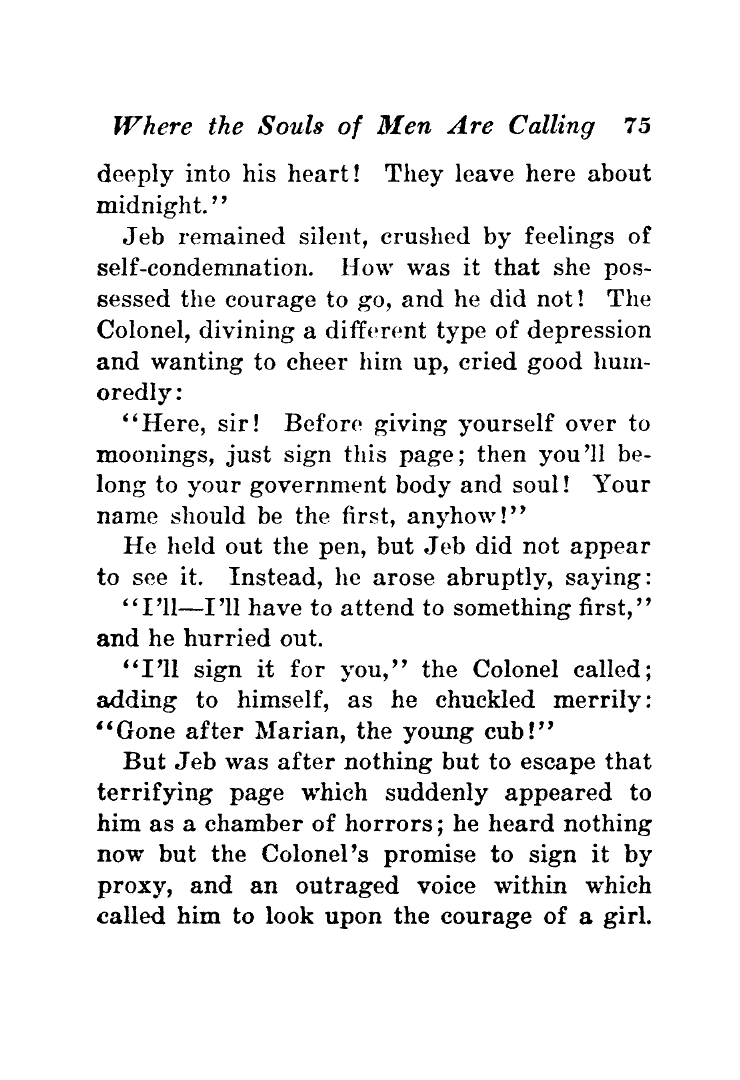 Where the Souls of Men Are Calling 75
deeply into his heart! They leave here about
midnight.”
Jeb remained silent, crushed by feelings of
self-condemnation. How was it that she pos-
sessed the courage to go, and he did not! The
Colonel, divining a different type of depression
and wanting to cheer him up, cried good hum-
oredly:
“Here, sir! Before giving yourself over to
moonings, just sign this page; then you’ll be-
long to your government body and soul! Your
name should be the first, anyhow!”
He held out the pen, but Jeb did not appear
to see it. Instead, he arose abruptly, saying:
“I’ll—I’ll have to attend to something first,”
and he hurried out.
“I’ll sign it for you,” the Colonel called;
adding to himself, as he chuckled merrily:
“Gone after Marian, the young cub!”
But Jeb was after nothing but to escape that
terrifying page which suddenly appeared to
him as a chamber of horrors; he heard nothing
now but the Colonel’s promise to sign it by
proxy, and an outraged voice within which
called him to look upon the courage of a girl.